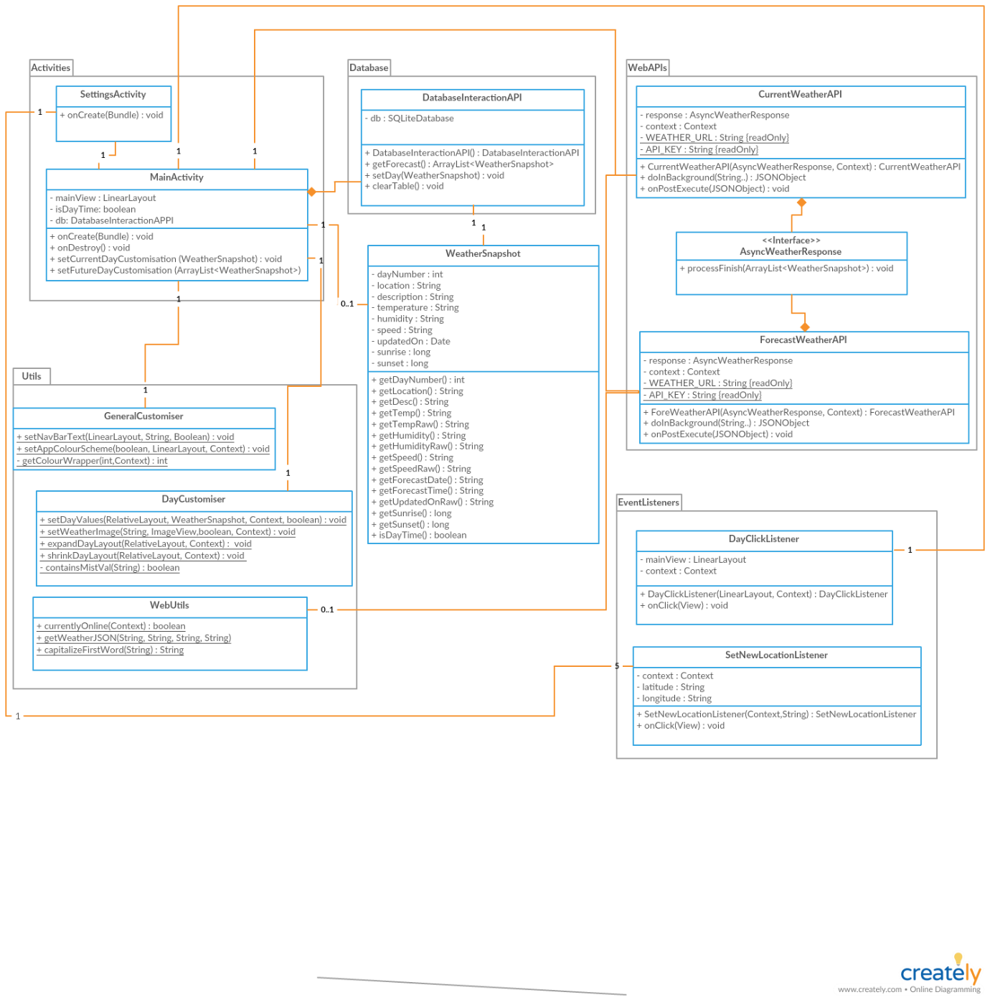 Activities
SettingsActivity
+ onCreate(Bundle) : void
1
1
1
1
MainActivity
- mainView : LinearLayout
- isDayTime: boolean
- db: DatabaseInteractionAPPI
+ onCreate(Bundle) : void
+ onDestroy() : void
+ setCurrentDayCustomisation (WeatherSnapshot) : void
+ setFutureDayCustomisation (ArrayList<WeatherSnapshot>)
1
1
1
0..1
Database
DatabaseInteractionAPI
- db : SQLiteDatabase
+ DatabaseInteractionAPI() : DatabaseInteractionAPI
+ getForecast() : ArrayList<WeatherSnapshot>
+ setDay(WeatherSnapshot) : void
+ clearTable() : void
1
1
WeatherSnapshot
- dayNumber : int
- location : String
- description : String
- temperature : String
- humidity : String
- speed : String
- updatedOn : Date
- sunrise : long
- sunset : long
+ getDayNumber() : int
+ getLocation() : String
+ getDesc() : String
+ getTemp() : String
+ getTempRaw() : String
+ getHumidity() : String
+ getHumidityRaw() : String
+ getSpeed() : String
+ getSpeedRaw() : String
+ getForecastDate() : String
+ getForecastTime() : String
+ getUpdatedOnRaw() : String
+ getSunrise() : long
+ getSunset() : long
+ isDayTime() : boolean
WebAPIs
CurrentWeatherAPI
- response : AsyncWeatherResponse
- context : Context
- WEATHER_URL : String {readOnly}
- API_KEY : String {readOnly}
+ CurrentWeatherAPI(AsyncWeatherResponse, Context) : CurrentWeatherAPI
+ doInBackground(String..) : JSONObject
+ onPostExecute(JSONObject) : void
<<Interface>>
AsyncWeatherResponse
+ processFinish(ArrayList<WeatherSnapshot>) : void
ForecastWeatherAPI
- response : AsyncWeatherResponse
- context : Context
- WEATHER_URL : String {readOnly}
- API_KEY : String {readOnly}
+ ForeWeatherAPI(AsyncWeatherResponse, Context) : ForecastWeatherAPI
+ doInBackground(String..) : JSONObject
+ onPostExecute(JSONObject) : void
Utils
1
GeneralCustomiser
+ setNavBarText(LinearLayout, String, Boolean) : void
+ setAppColourScheme(boolean, LinearLayout, Context) : void
- getColourWrapper(int,Context) : int
1
DayCustomiser
+ setDayValues(RelativeLayout, WeatherSnapshot, Context, boolean) : void
+ setWeatherImage(String, ImageView,boolean, Context) : void
+ expandDayLayout(RelativeLayout, Context) :  void
+ shrinkDayLayout(RelativeLayout, Context) : void
- containsMistVal(String) : boolean
WebUtils
+ currentlyOnline(Context) : boolean
+ getWeatherJSON(String, String, String, String)
+ capitalizeFirstWord(String) : String
0..1
1
EventListeners
DayClickListener
- mainView : LinearLayout
- context : Context
+ DayClickListener(LinearLayout, Context) : DayClickListener
+ onClick(View) : void
1
5
SetNewLocationListener
- context : Context
- latitude : String
- longitude : String
+ SetNewLocationListener(Context,String) : SetNewLocationListener
+ onClick(View) : void
creately
www.creately.com • Online Diagramming